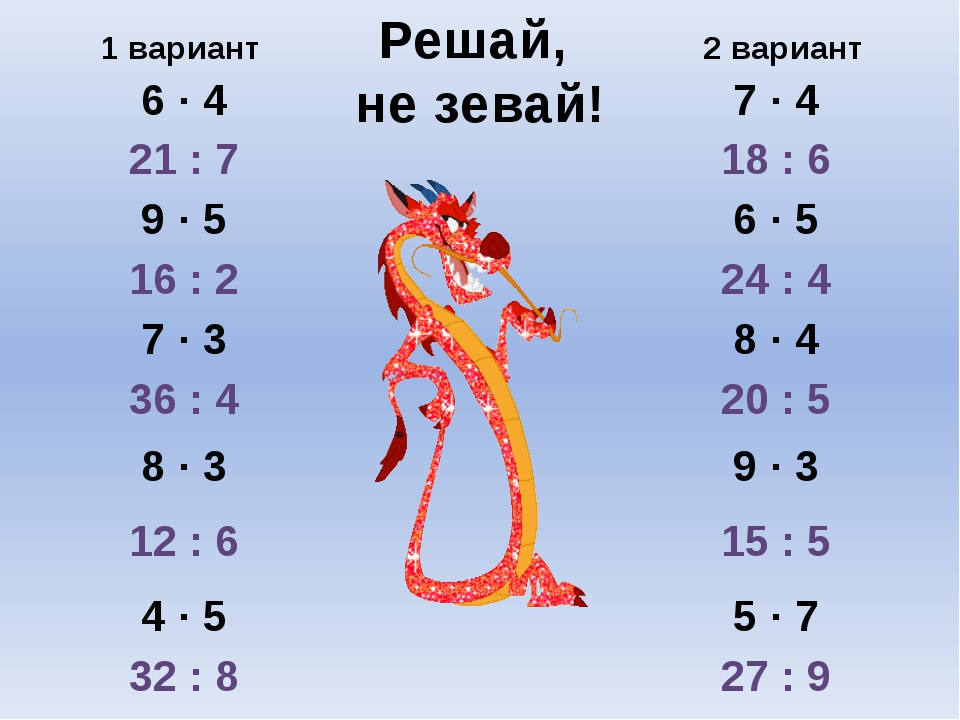 Решай,
не зевай!
1 вариант
6 · 4
21 : 7
9 · 5
16 : 2
7 · 3
36 : 4
8 · 3
12 : 6
4 · 5
32 : 8
2 вариант
7 · 4
18 : 6
6 · 5
24 : 4
8 · 4
20 : 5
9 · 3
15 : 5
5 · 7
27 : 9